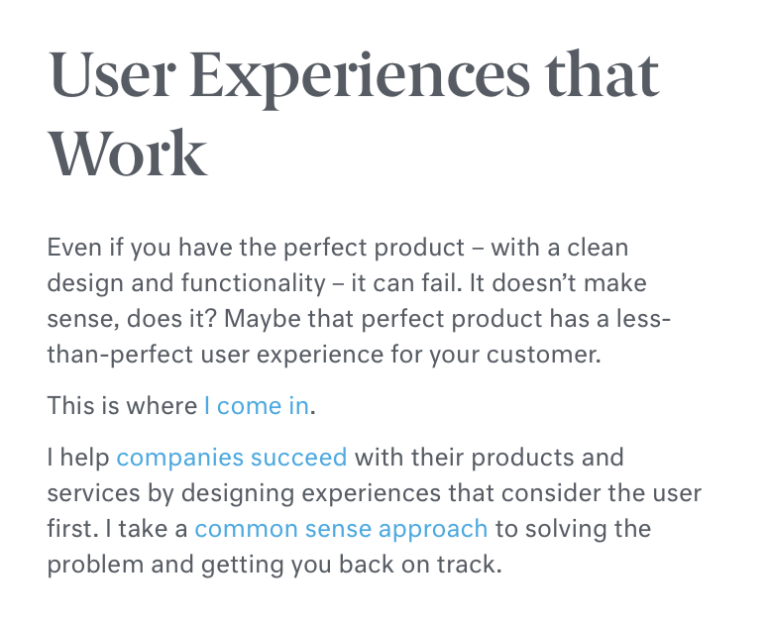 User Experiences that
Work
Even if you have the perfect product – with a clean
design and functionality – it can fail. It doesn’t make
sense, does it? Maybe that perfect product has a less-
than-perfect user experience for your customer.
This is where I come in.
I help companies succeed with their products and
services by designing experiences that consider the user
first. I take a common sense approach to solving the
problem and getting you back on track.